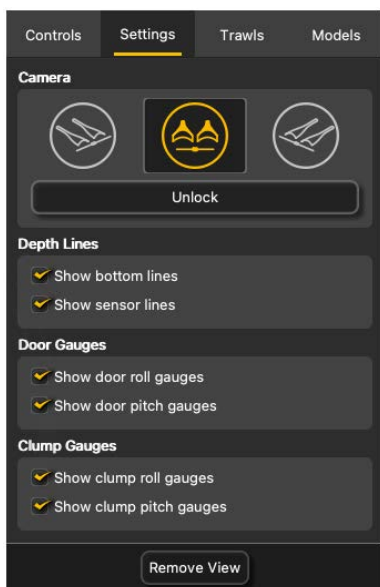 Controls Settings Trawls Models
Camera
Unlock
Depth Lines
Show bottom lines
Show sensor lines
Door Gauges
Show door roll gauges
Show door pitch gauges
Clump Gauges
Show clump roll gauges
Show clump pitch gauges
Remove View